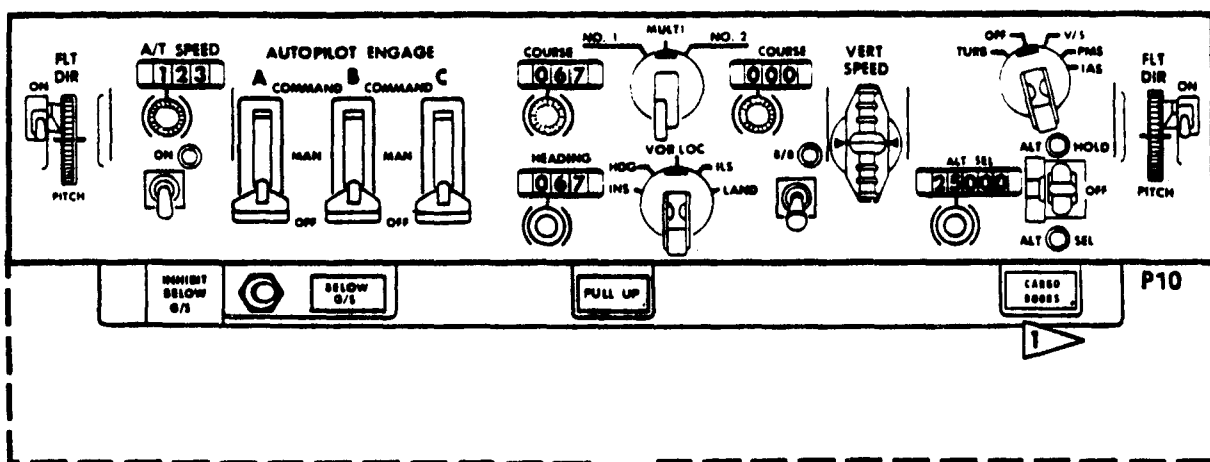 FLT
DIR
ON
PITCH
A/T SPEED
123
ON
AUTOPILOT ENGAGE
A COMMAND B COMMAND C
MAN MAN
OFF OFF
COURSE
067
NO. 1 MULTI NO. 2
COURSE
000
HEADING
067
VOR LOC
HDG ILS
INS LAND
B/B
VERT
SPEED
OFF V/S
TURB PMS
IAS
ALT HOLD
ALT SEL
25000
OFF
ALT SEL
FLT
DIR
ON
PITCH
INHIBIT
BELOW
G/S
BELOW
G/S
PULL UP
CARGO
DOORS
P10
1